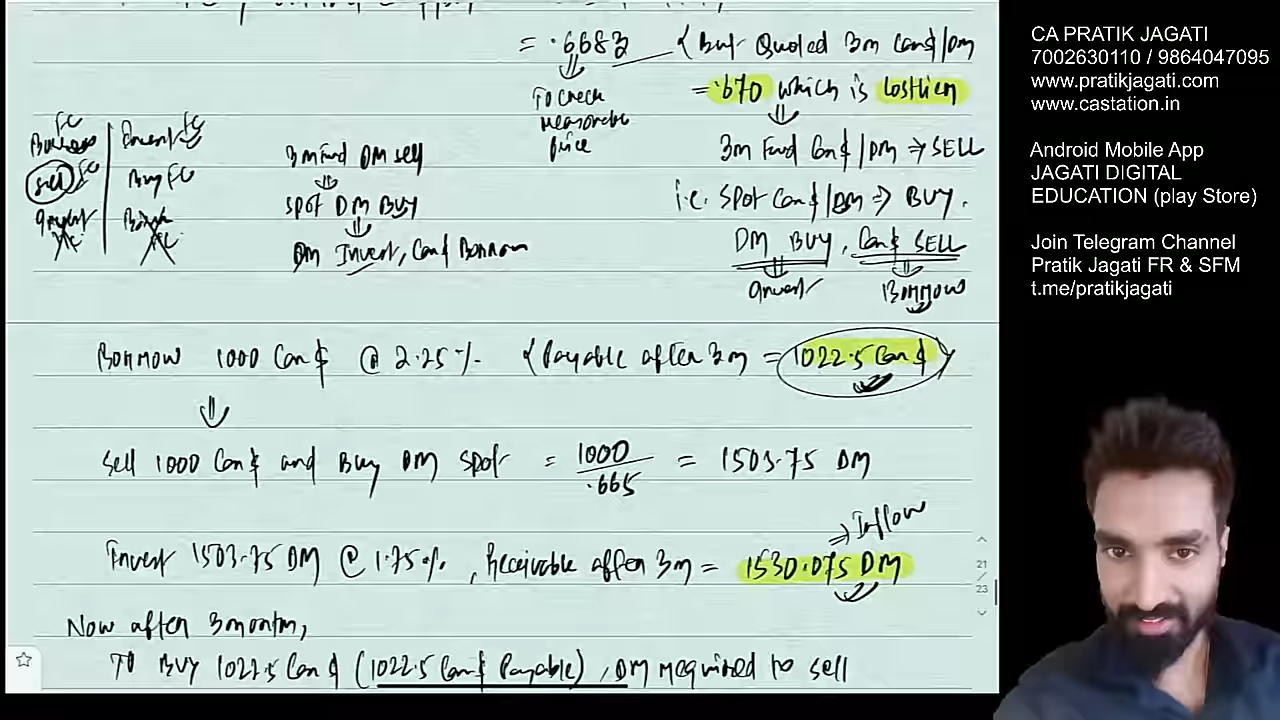 = .6683 { But Quoted 3m Can$/Dm
= .670 which is costlier
To check
reasonable
price
3m Fwd Can$/DM ⇒ SELL
i.e. Spot Can$/DM ⇒ BUY.
DM BUY, Can$ SELL
Invest Borrow
FC FC
Borrow Invest
Sell FC Buy FC
Invest Borrow
3m Fwd DM sell
Spot DM Buy
DM Invest, Can$ Borrow
Borrow 1000 Can$ @ 2.25% { Payable after 3m = 1022.5 Can$ }
Sell 1000 Can$ and Buy DM spot = 1000/.665 = 1503.75 DM
⇒ Inflow
Invest 1503.75 DM @ 1.75%, Receivable after 3m = 1530.075 DM
Now after 3 months,
To Buy 1022.5 Can$ (1022.5 Can$ Payable), DM required to sell
21
/
23
CA PRATIK JAGATI
7002630110 / 9864047095
www.pratikjagati.com
www.castation.in
Android Mobile App
JAGATI DIGITAL
EDUCATION (play Store)
Join Telegram Channel
Pratik Jagati FR & SFM
t.me/pratikjagati